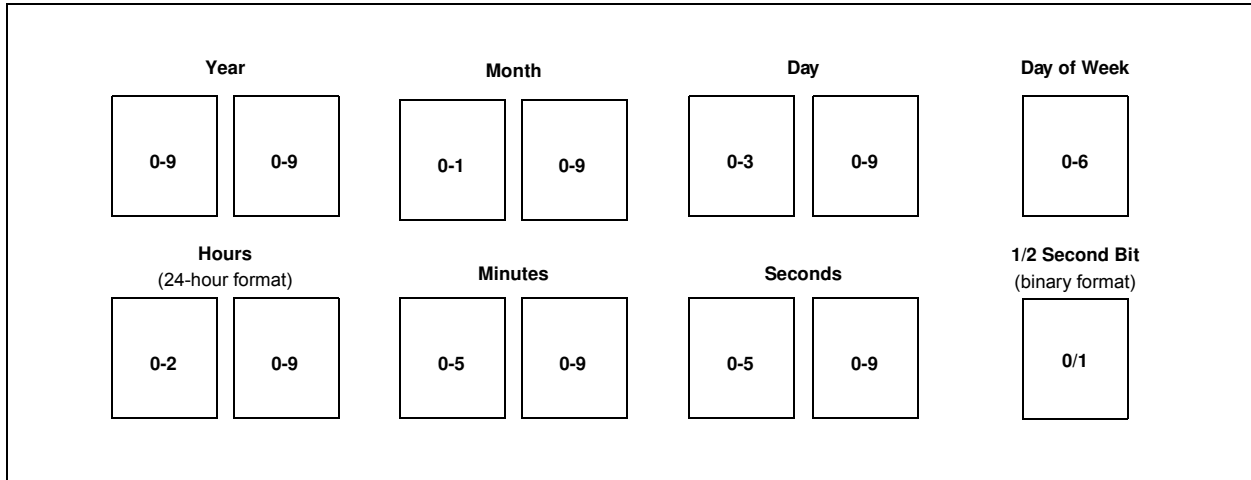 Year Month Day Day of Week
0-9 0-9 0-1 0-9 0-3 0-9 0-6
Hours 1/2 Second Bit
(24-hour format) Minutes Seconds (binary format)
0-2 0-9 0-5 0-9 0-5 0-9 0/1